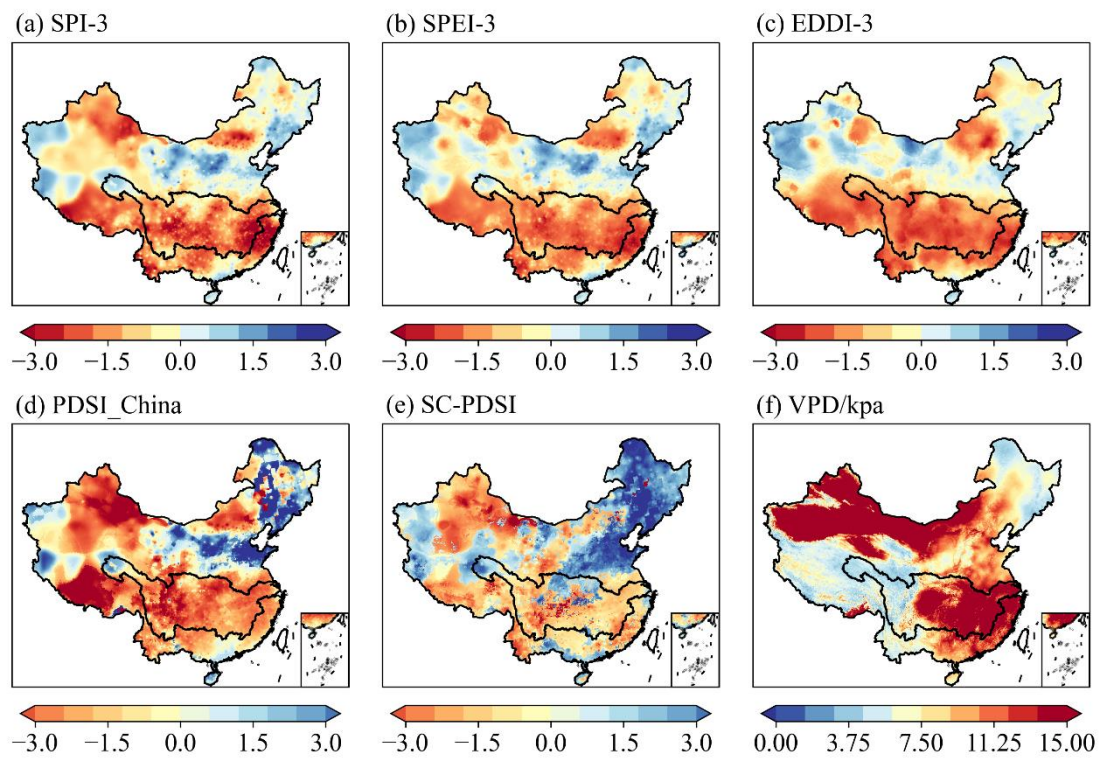 (a) SPI-3 (b) SPEI-3 (c) EDDI-3
−3.0 −1.5 0.0 1.5 3.0 −3.0 −1.5 0.0 1.5 3.0 −3.0 −1.5 0.0 1.5 3.0
(d) PDSI_China (e) SC-PDSI (f) VPD/kpa
−3.0 −1.5 0.0 1.5 3.0 −3.0 −1.5 0.0 1.5 3.0 0.00 3.75 7.50 11.25 15.00